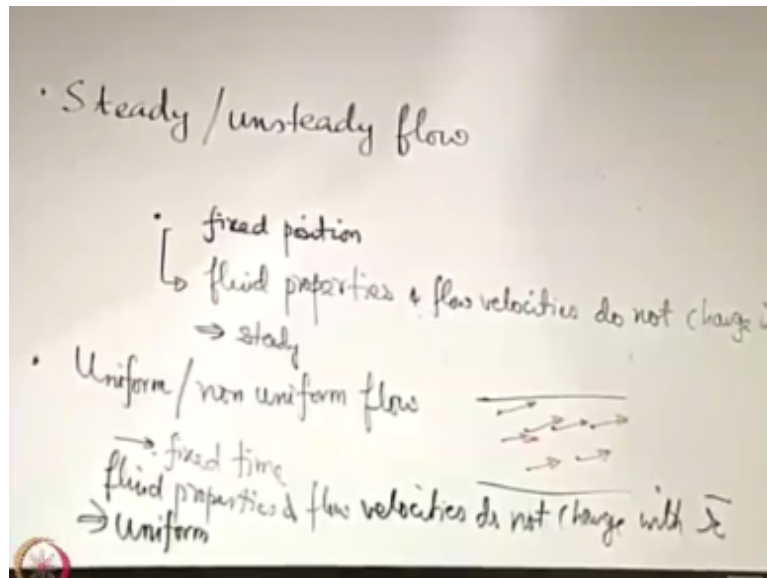 • Steady / unsteady flow
• fixed position
↳ fluid properties & flow velocities do not change
⇒ steady
• Uniform / non uniform flow
→ fixed time
fluid properties & flow velocities do not change with
⇒ Uniform